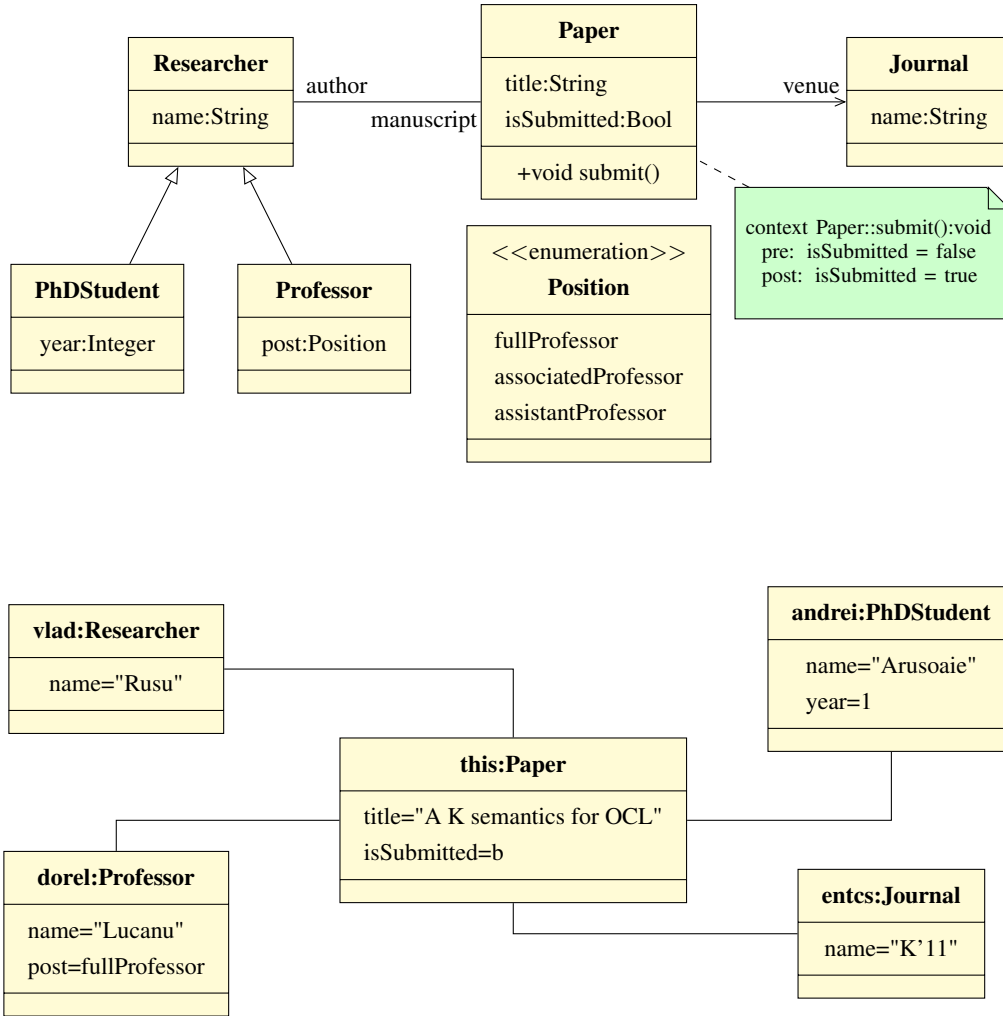 Researcher
name:String
author
manuscript
Paper
title:String
isSubmitted:Bool
+void submit()
venue
Journal
name:String
context Paper::submit():void
pre: isSubmitted = false
post: isSubmitted = true
PhDStudent
year:Integer
Professor
post:Position
<<enumeration>>
Position
fullProfessor
associatedProfessor
assistantProfessor
vlad:Researcher
name="Rusu"
andrei:PhDStudent
name="Arusoaie"
year=1
this:Paper
title="A K semantics for OCL"
isSubmitted=b
dorel:Professor
name="Lucanu"
post=fullProfessor
entcs:Journal
name="K’11"